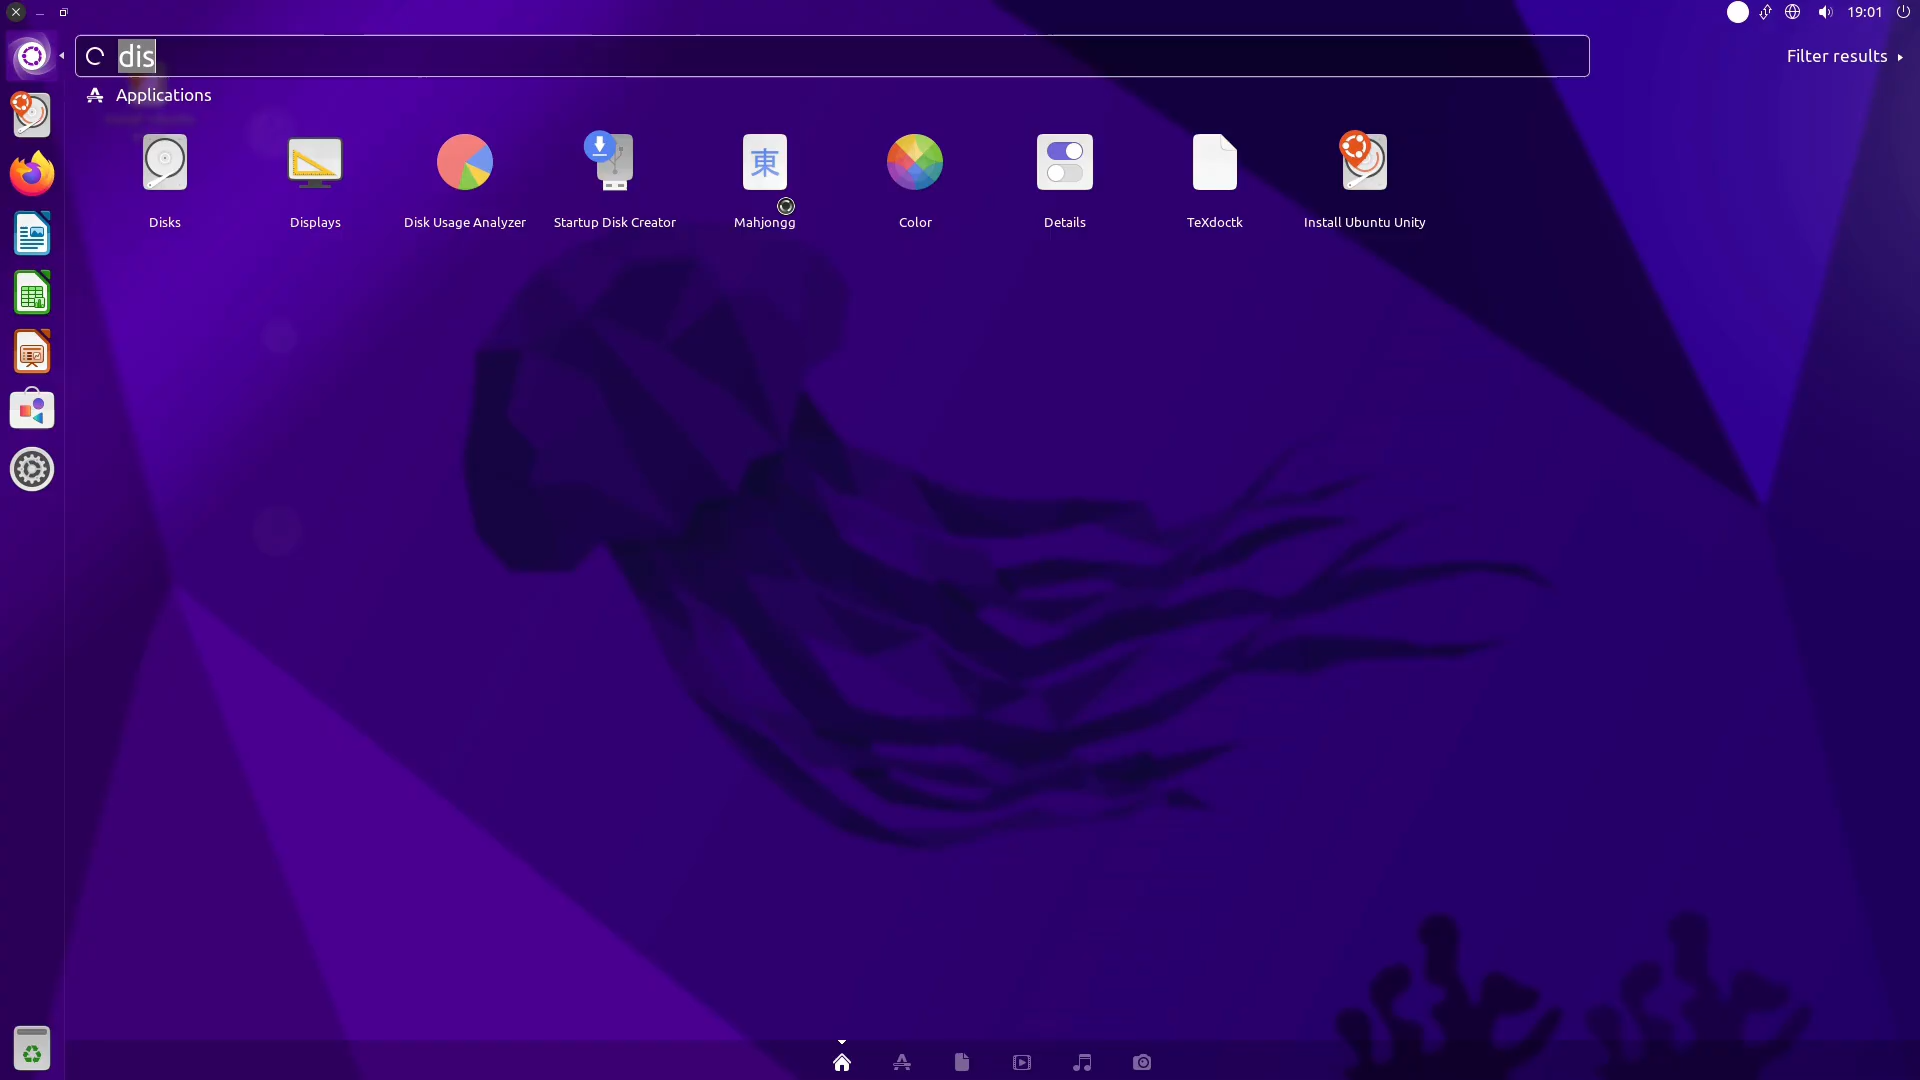 19:01
dis
Filter results
Applications
東
Disks
Displays
Disk Usage Analyzer
Startup Disk Creator
Mahjongg
Color
Details
TeXdoctk
Install Ubuntu Unity